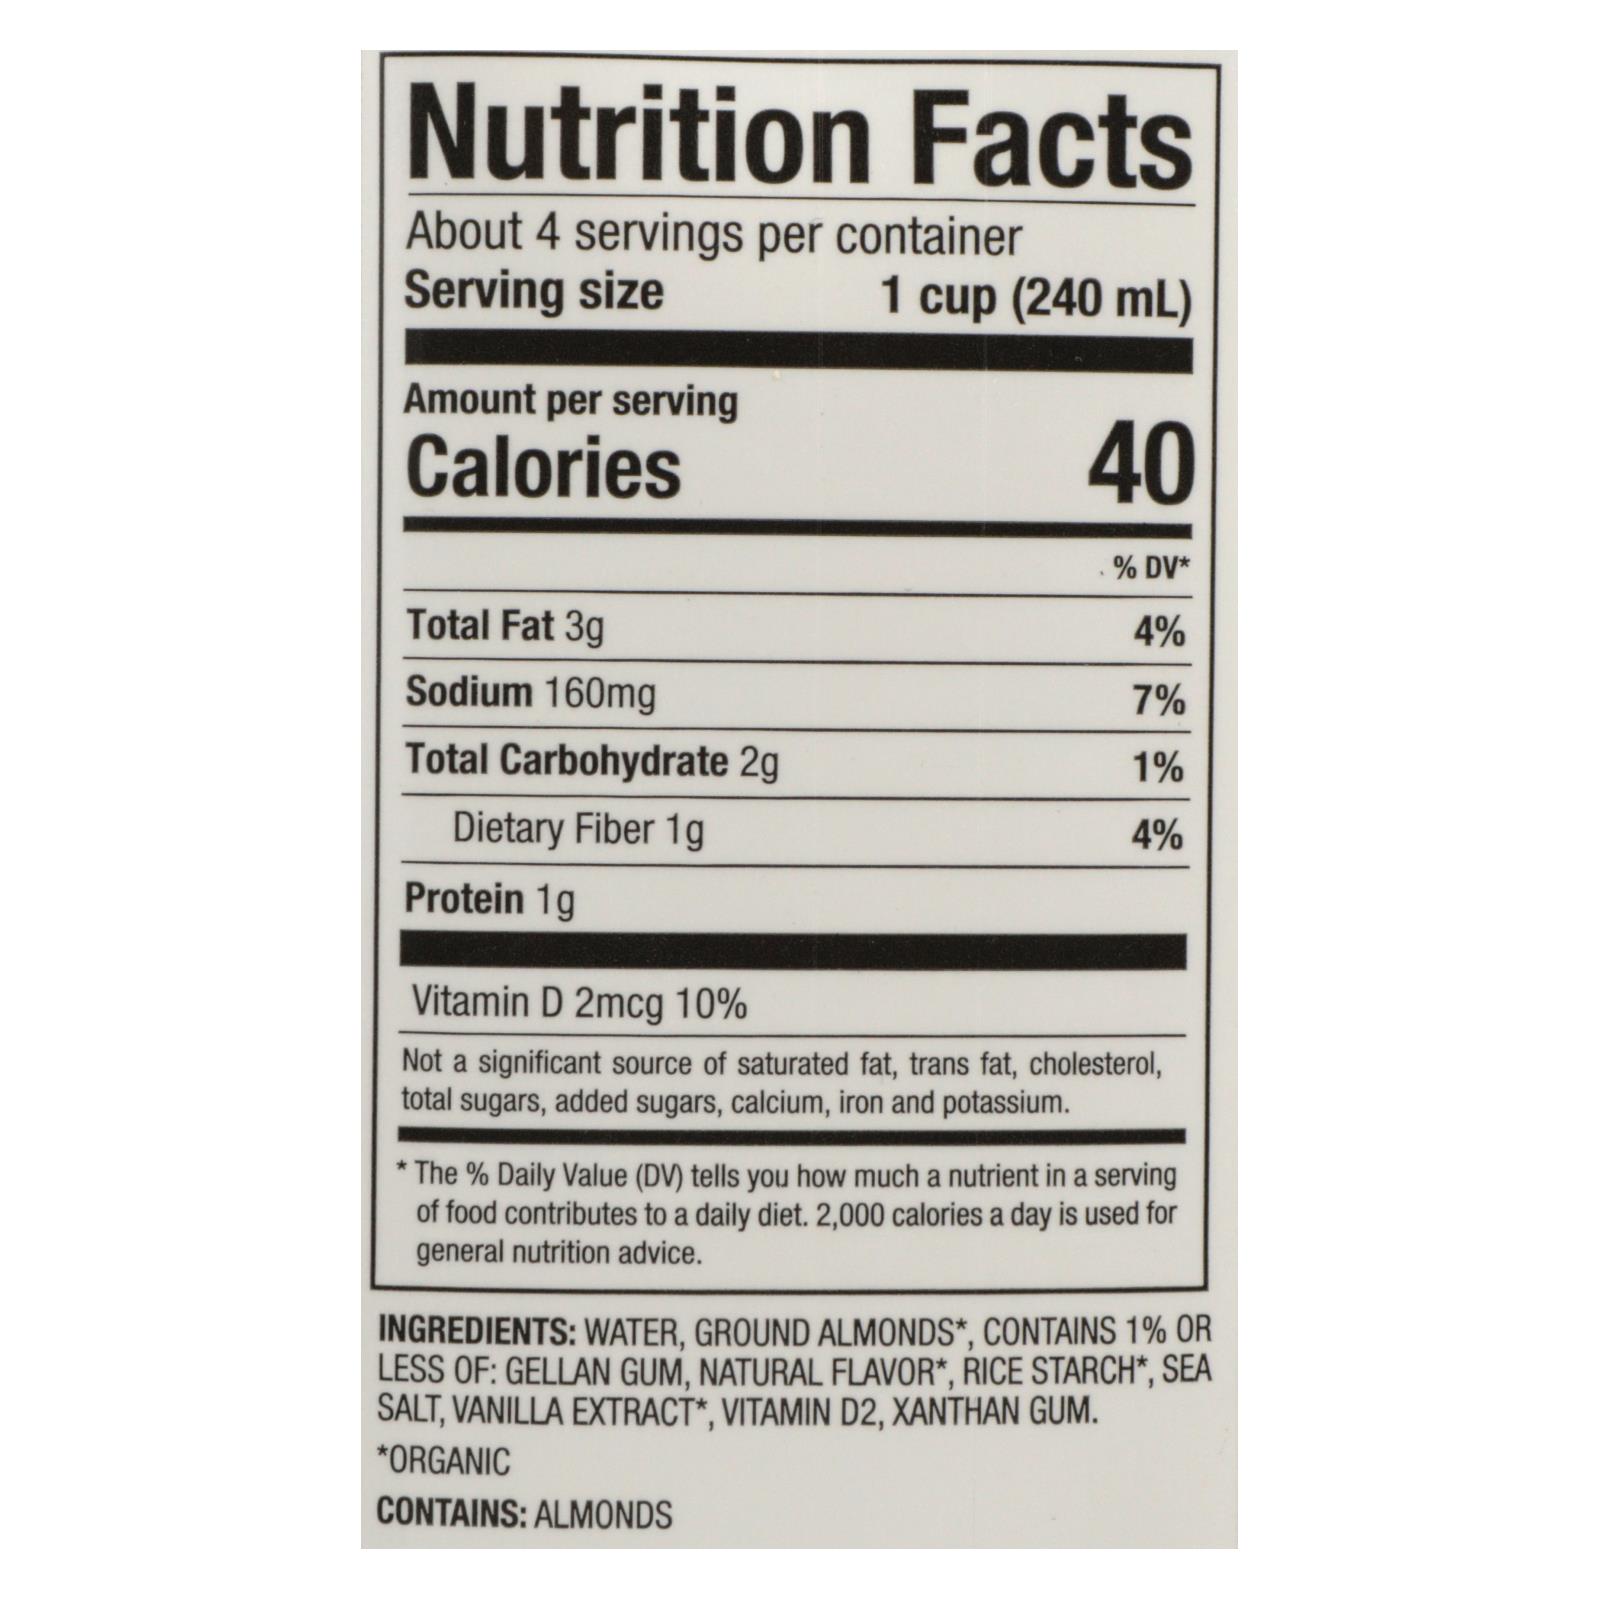 Nutrition Facts
About 4 servings per container
Serving size 1 cup (240 mL)
Amount per serving
Calories 40
% DV*
Total Fat 3g 4%
Sodium 160mg 7%
Total Carbohydrate 2g 1%
Dietary Fiber 1g 4%
Protein 1g
Vitamin D 2mcg 10%
Not a significant source of saturated fat, trans fat, cholesterol,
total sugars, added sugars, calcium, iron and potassium.
* The % Daily Value (DV) tells you how much a nutrient in a serving
of food contributes to a daily diet. 2,000 calories a day is used for
general nutrition advice.
INGREDIENTS: WATER, GROUND ALMONDS*, CONTAINS 1% OR
LESS OF: GELLAN GUM, NATURAL FLAVOR*, RICE STARCH*, SEA
SALT, VANILLA EXTRACT*, VITAMIN D2, XANTHAN GUM.
*ORGANIC
CONTAINS: ALMONDS